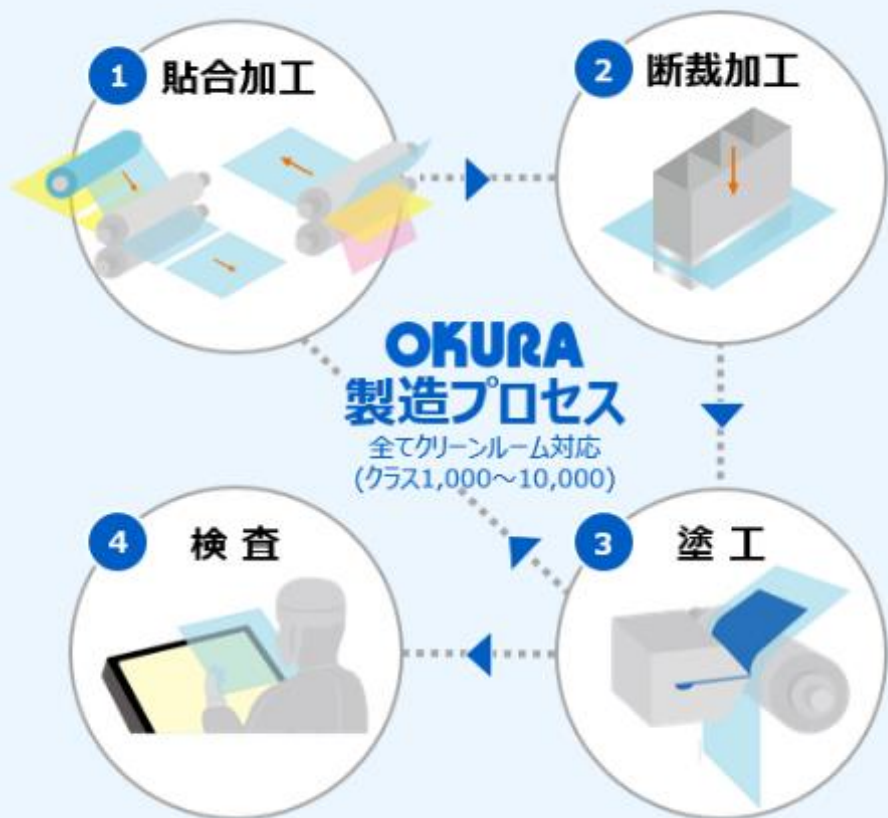 1 貼合加工
2 断裁加工
OKURA
製造プロセス
全てクリーンルーム対応
(クラス1,000～10,000)
4 検 査
3 塗 工